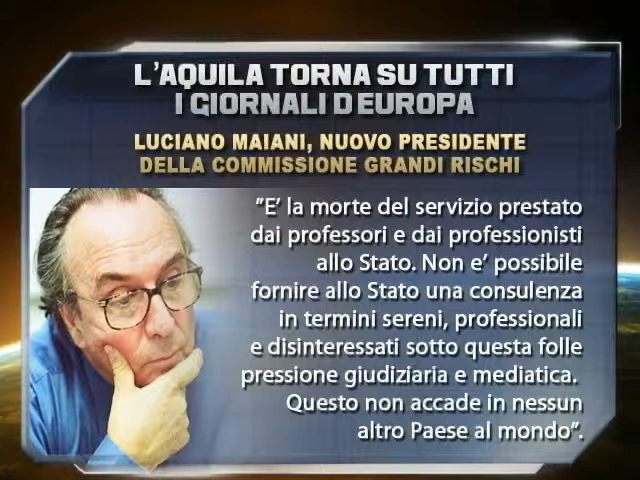 L'AQUILA TORNA SU TUTTI
I GIORNALI D'EUROPA
LUCIANO MAIANI, NUOVO PRESIDENTE
DELLA COMMISSIONE GRANDI RISCHI
"E' la morte del servizio prestato
dai professori e dai professionisti
allo Stato. Non e' possibile
fornire allo Stato una consulenza
in termini sereni, professionali
e disinteressati sotto questa folle
pressione giudiziaria e mediatica.
Questo non accade in nessun
altro Paese al mondo".